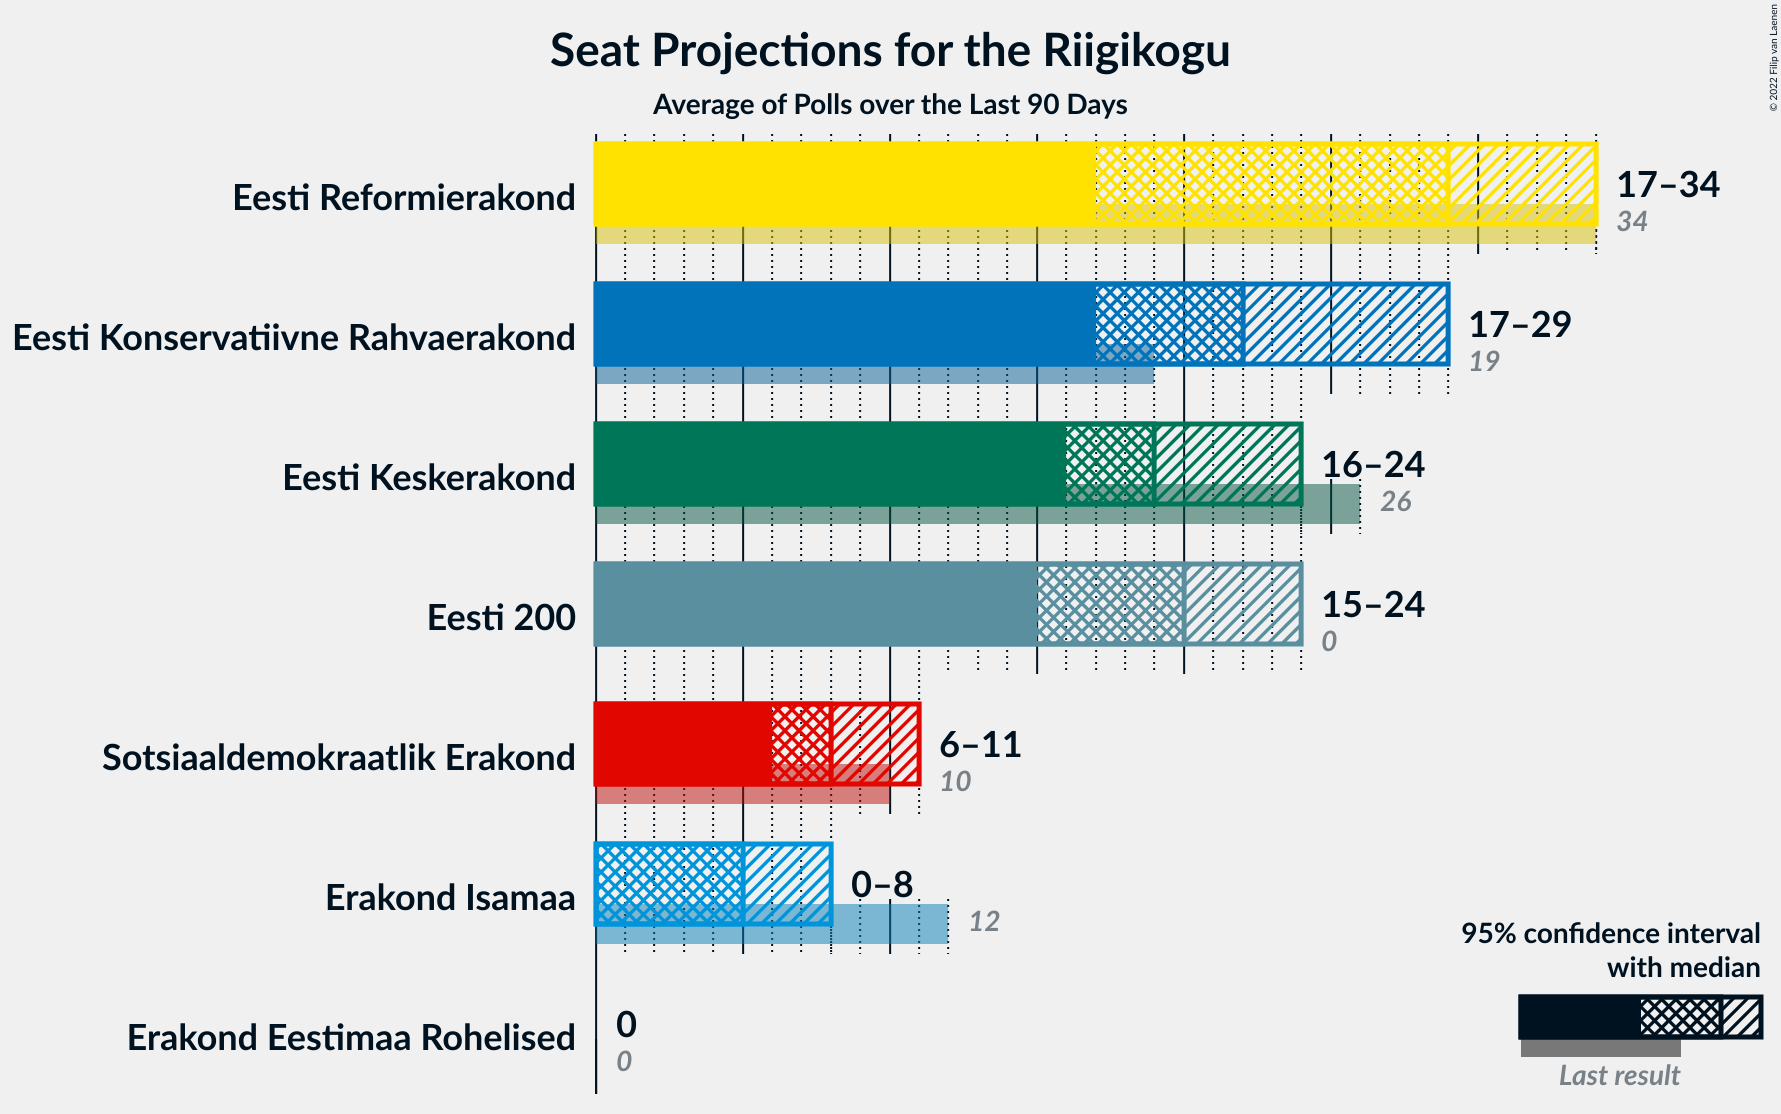 Seat Projections for the Riigikogu
Average of Polls over the Last 90 Days
© 2022 Filip van Laenen
Eesti Reformierakond
17–34
34
Eesti Konservatiivne Rahvaerakond
17–29
19
Eesti Keskerakond
16–24
26
Eesti 200
15–24
0
Sotsiaaldemokraatlik Erakond
6–11
10
Erakond Isamaa
0–8
12
Erakond Eestimaa Rohelised
0
0
95% confidence interval
with median
Last result